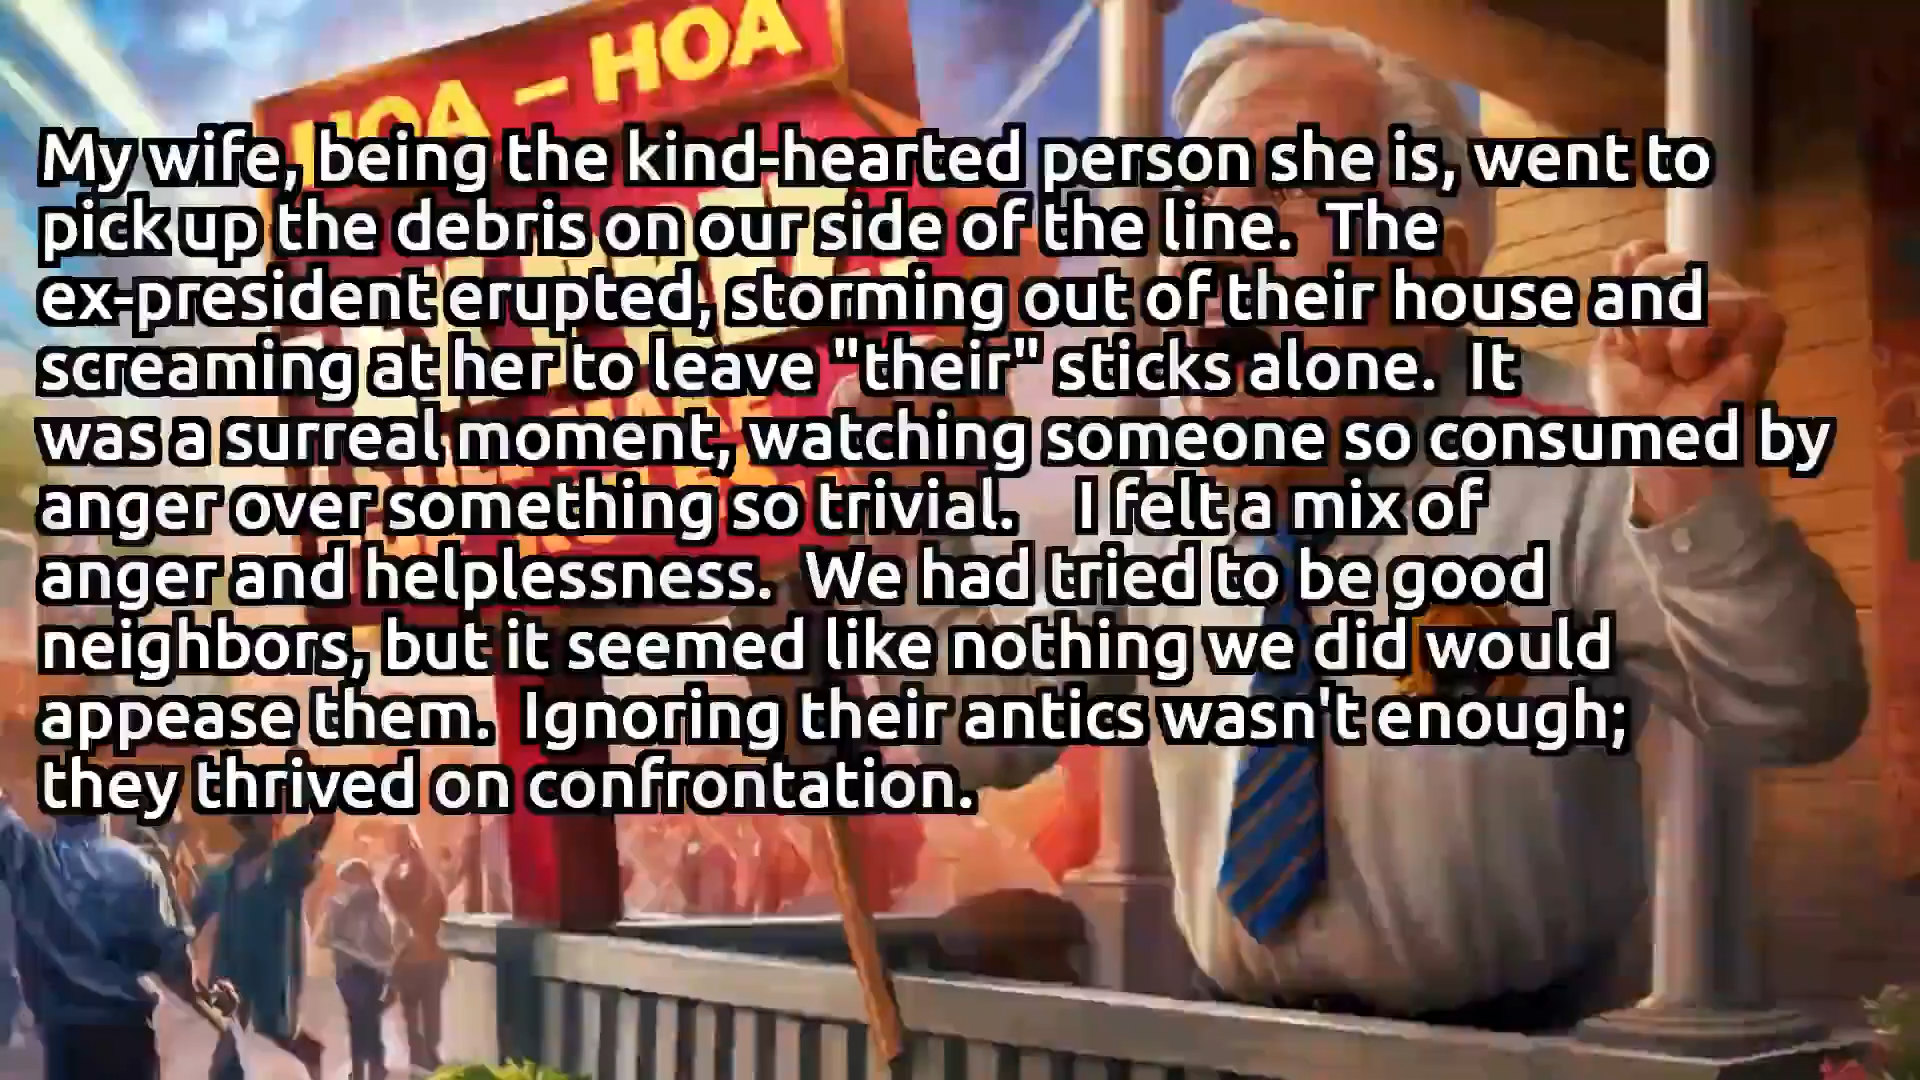 HOA – HOA
My wife, being the kind-hearted person she is, went to
pick up the debris on our side of the line.  The
ex-president erupted, storming out of their house and
screaming at her to leave "their" sticks alone.  It
was a surreal moment, watching someone so consumed by
anger over something so trivial.    I felt a mix of
anger and helplessness.  We had tried to be good
neighbors, but it seemed like nothing we did would
appease them.  Ignoring their antics wasn't enough;
they thrived on confrontation.